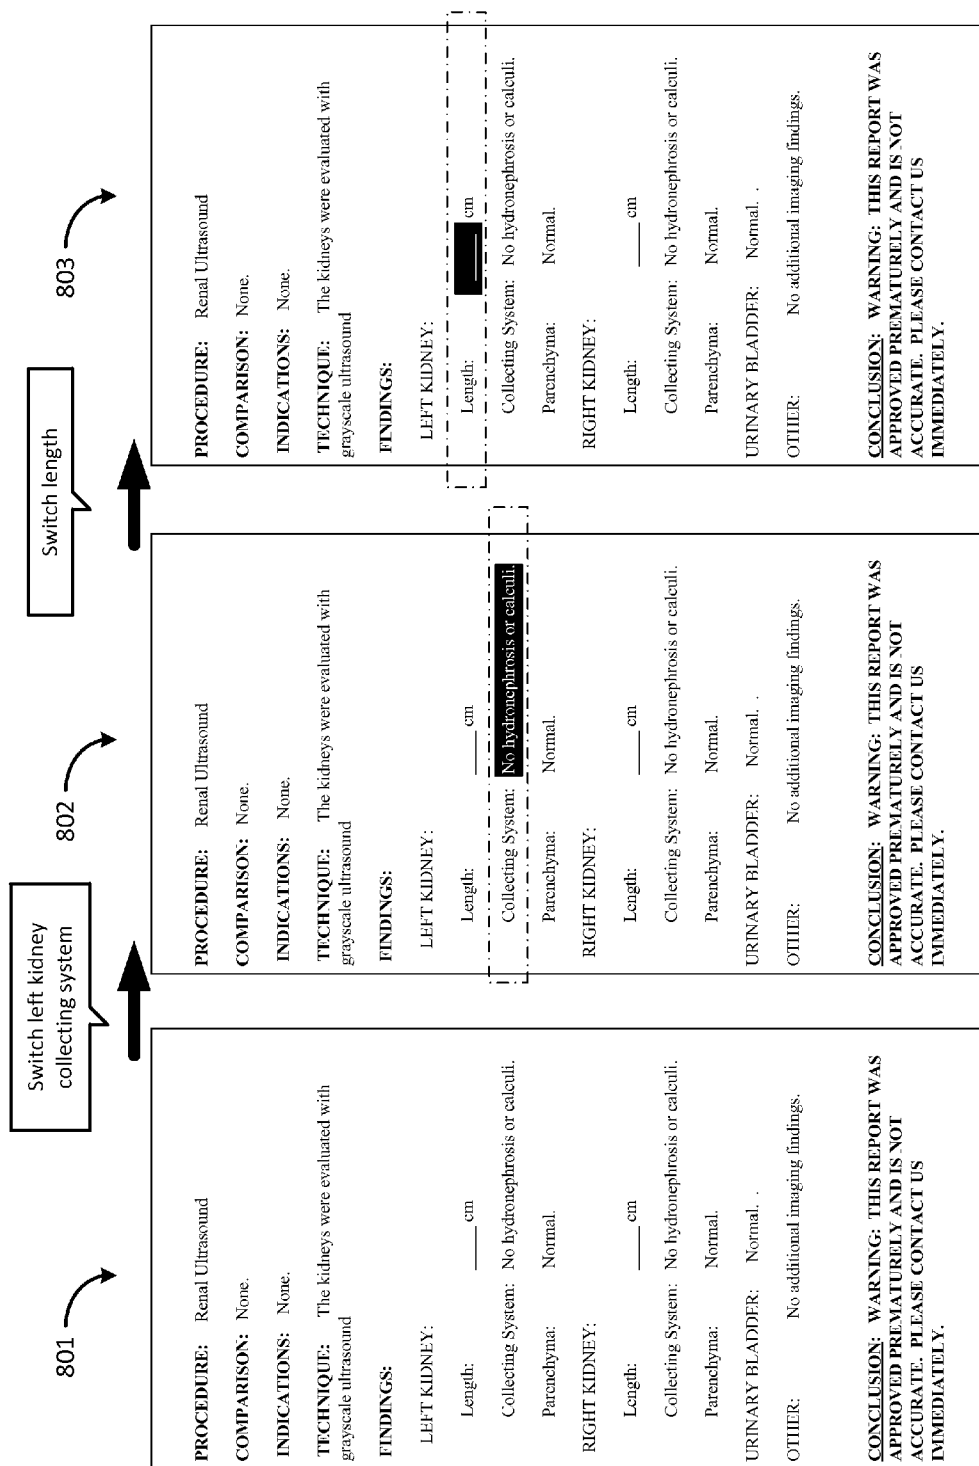 801
PROCEDURE: Renal Ultrasound
COMPARISON: None.
INDICATIONS: None.
TECHNIQUE: The kidneys were evaluated with
grayscale ultrasound
FINDINGS:
LEFT KIDNEY:
Length: _____ cm
Collecting System: No hydronephrosis or calculi.
Parenchyma: Normal.
RIGHT KIDNEY:
Length: _____ cm
Collecting System: No hydronephrosis or calculi.
Parenchyma: Normal.
URINARY BLADDER: Normal. .
OTHER: No additional imaging findings.
CONCLUSION: WARNING: THIS REPORT WAS
APPROVED PREMATURELY AND IS NOT
ACCURATE. PLEASE CONTACT US
IMMEDIATELY.
Switch left kidney
collecting system
802
PROCEDURE: Renal Ultrasound
COMPARISON: None.
INDICATIONS: None.
TECHNIQUE: The kidneys were evaluated with
grayscale ultrasound
FINDINGS:
LEFT KIDNEY:
Length: _____ cm
Collecting System: No hydronephrosis or calculi.
Parenchyma: Normal.
RIGHT KIDNEY:
Length: _____ cm
Collecting System: No hydronephrosis or calculi.
Parenchyma: Normal.
URINARY BLADDER: Normal. .
OTHER: No additional imaging findings.
CONCLUSION: WARNING: THIS REPORT WAS
APPROVED PREMATURELY AND IS NOT
ACCURATE. PLEASE CONTACT US
IMMEDIATELY.
Switch length
803
PROCEDURE: Renal Ultrasound
COMPARISON: None.
INDICATIONS: None.
TECHNIQUE: The kidneys were evaluated with
grayscale ultrasound
FINDINGS:
LEFT KIDNEY:
Length: _____ cm
Collecting System: No hydronephrosis or calculi.
Parenchyma: Normal.
RIGHT KIDNEY:
Length: _____ cm
Collecting System: No hydronephrosis or calculi.
Parenchyma: Normal.
URINARY BLADDER: Normal. .
OTHER: No additional imaging findings.
CONCLUSION: WARNING: THIS REPORT WAS
APPROVED PREMATURELY AND IS NOT
ACCURATE. PLEASE CONTACT US
IMMEDIATELY.